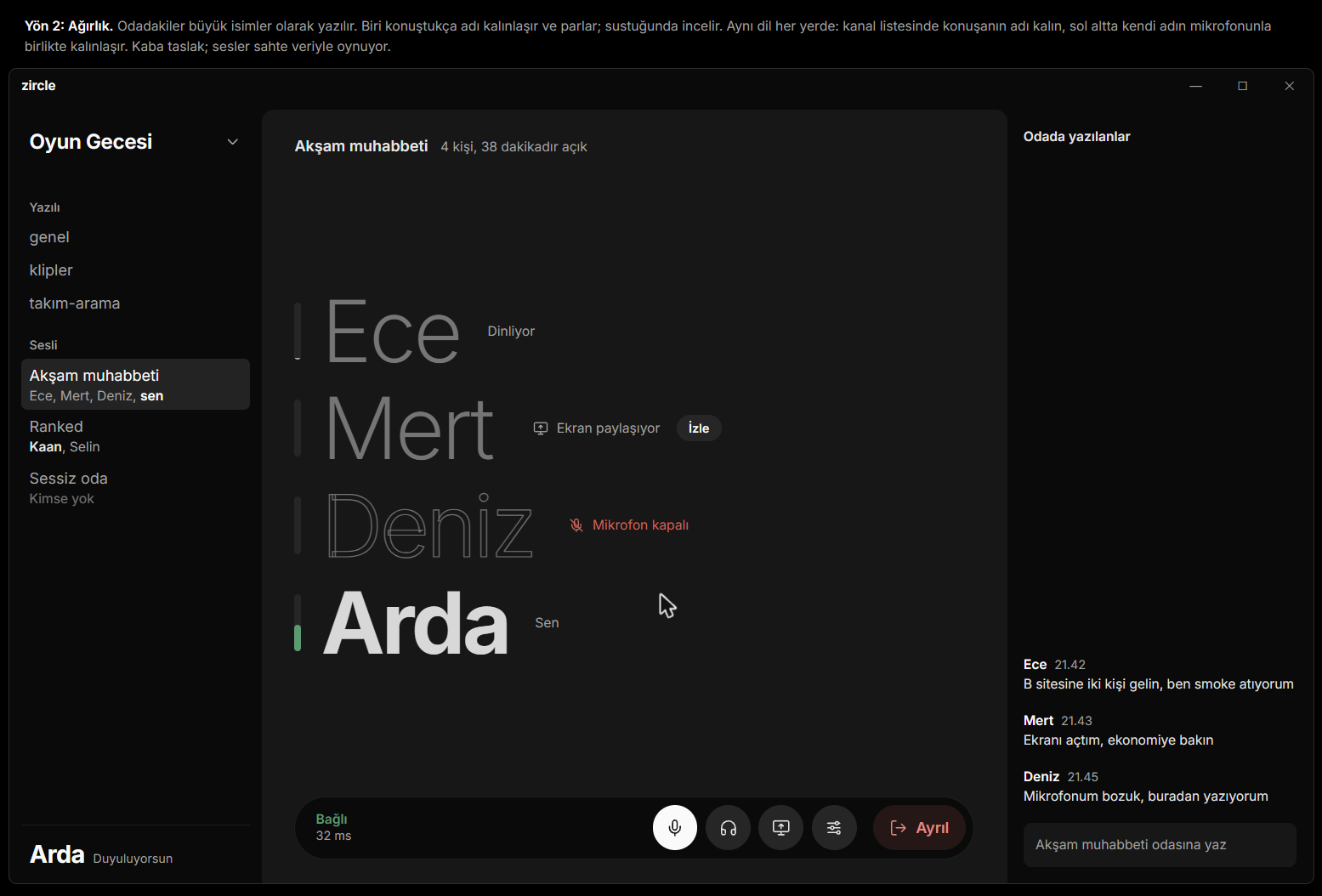 Yön 2: Ağırlık. Odadakiler büyük isimler olarak yazılır. Biri konuştukça adı kalınlaşır ve parlar; sustuğunda incelir. Aynı dil her yerde: kanal listesinde konuşanın adı kalın, sol altta kendi adın mikrofonunla
birlikte kalınlaşır. Kaba taslak; sesler sahte veriyle oynuyor.
zircle
Oyun Gecesi
Yazılı
genel
klipler
takım-arama
Sesli
Akşam muhabbeti
Ece, Mert, Deniz, sen
Ranked
Kaan, Selin
Sessiz oda
Kimse yok
Arda Duyuluyorsun
Akşam muhabbeti 4 kişi, 38 dakikadır açık
Ece Dinliyor
Mert Ekran paylaşıyor İzle
Deniz Mikrofon kapalı
Arda Sen
Bağlı
32 ms
Ayrıl
Odada yazılanlar
Ece 21.42
B sitesine iki kişi gelin, ben smoke atıyorum
Mert 21.43
Ekranı açtım, ekonomiye bakın
Deniz 21.45
Mikrofonum bozuk, buradan yazıyorum
Akşam muhabbeti odasına yaz